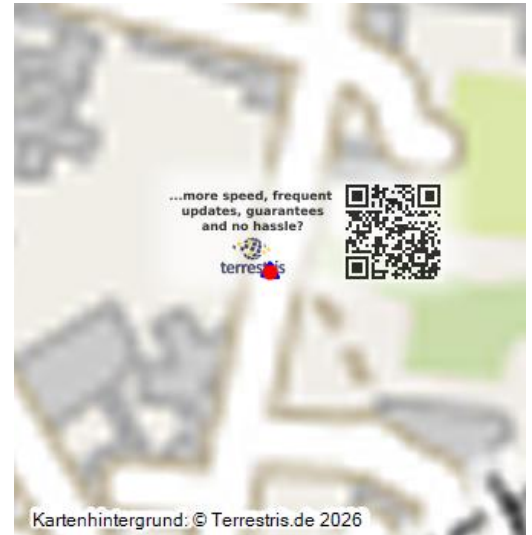 ...more speed, frequent
updates, guarantees
and no hassle?
terrestris
Kartenhintergrund: © Terrestris.de 2026